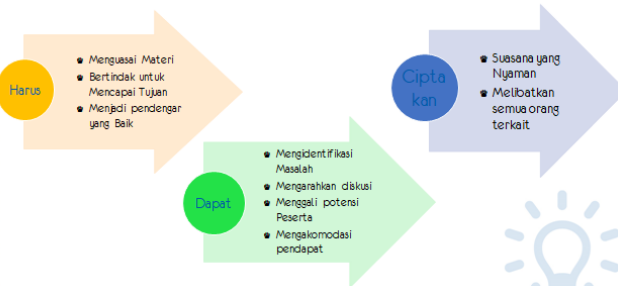 Harus
Menguasai Materi
Bertindak untuk
Mencapai Tujuan
Menjadi pendengar
yang Baik
Dapat
Mengidentifikasi
Masalah
Mengarahkan diskusi
Menggali potensi
Peserta
Mengakomodasi
pendapat
Cipta
kan
Suasana yang
Nyaman
Melibatkan
semua orang
terkait